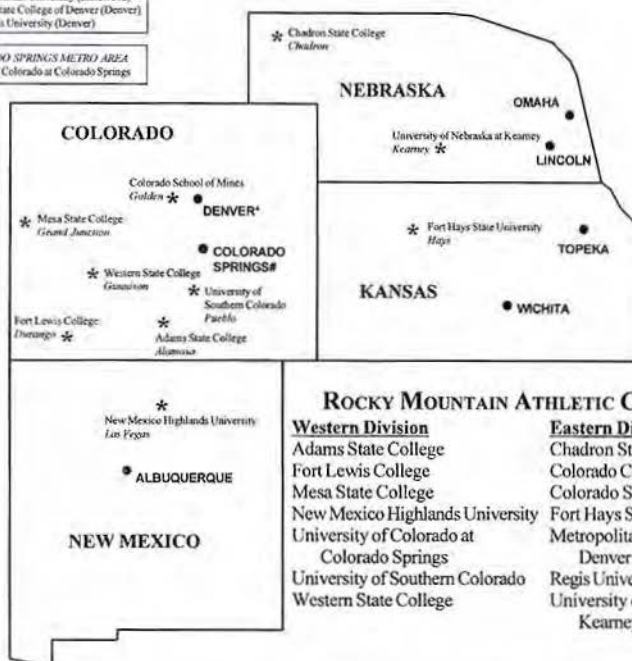 State College of Denver (Denver)
University (Denver)
SPRINGS METRO AREA
Colorado at Colorado Springs
Chadron State College
Chadron
NEBRASKA
OMAHA
University of Nebraska at Kearney
Kearney
LINCOLN
COLORADO
Colorado School of Mines
Golden
DENVER*
Mesa State College
Grand Junction
COLORADO
SPRINGS#
Western State College
Gunnison
University of
Southern Colorado
Pueblo
Fort Lewis College
Durango
Adams State College
Alamosa
Fort Hays State University
Hays
TOPEKA
KANSAS
WICHITA
New Mexico Highlands University
Las Vegas
ALBUQUERQUE
NEW MEXICO
ROCKY MOUNTAIN ATHLETIC C
Western Division
Adams State College
Fort Lewis College
Mesa State College
New Mexico Highlands University
University of Colorado at
Colorado Springs
University of Southern Colorado
Western State College
Eastern Di
Chadron St
Colorado C
Colorado S
Fort Hays S
Metropolita
Denver
Regis Unive
University
Kearney